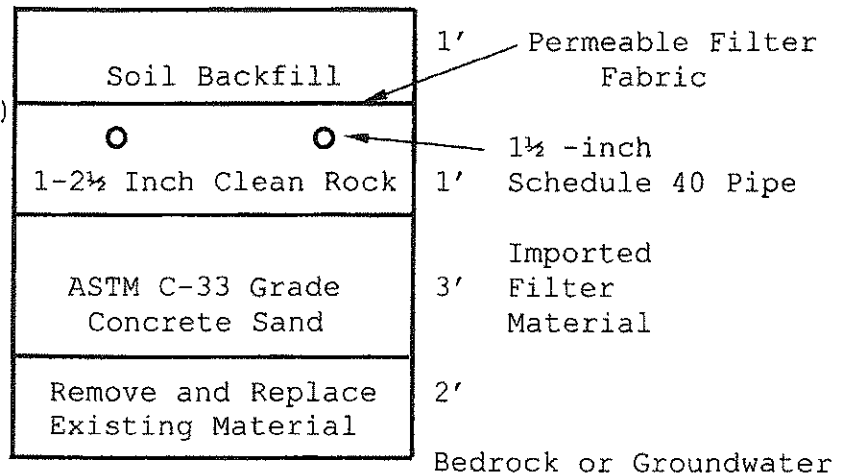 1′
Permeable Filter
Fabric
Soil Backfill
)
1½ -inch
Schedule 40 Pipe
1-2½ Inch Clean Rock
1′
Imported
Filter
Material
ASTM C-33 Grade
Concrete Sand
3′
Remove and Replace
Existing Material
2′
Bedrock or Groundwater